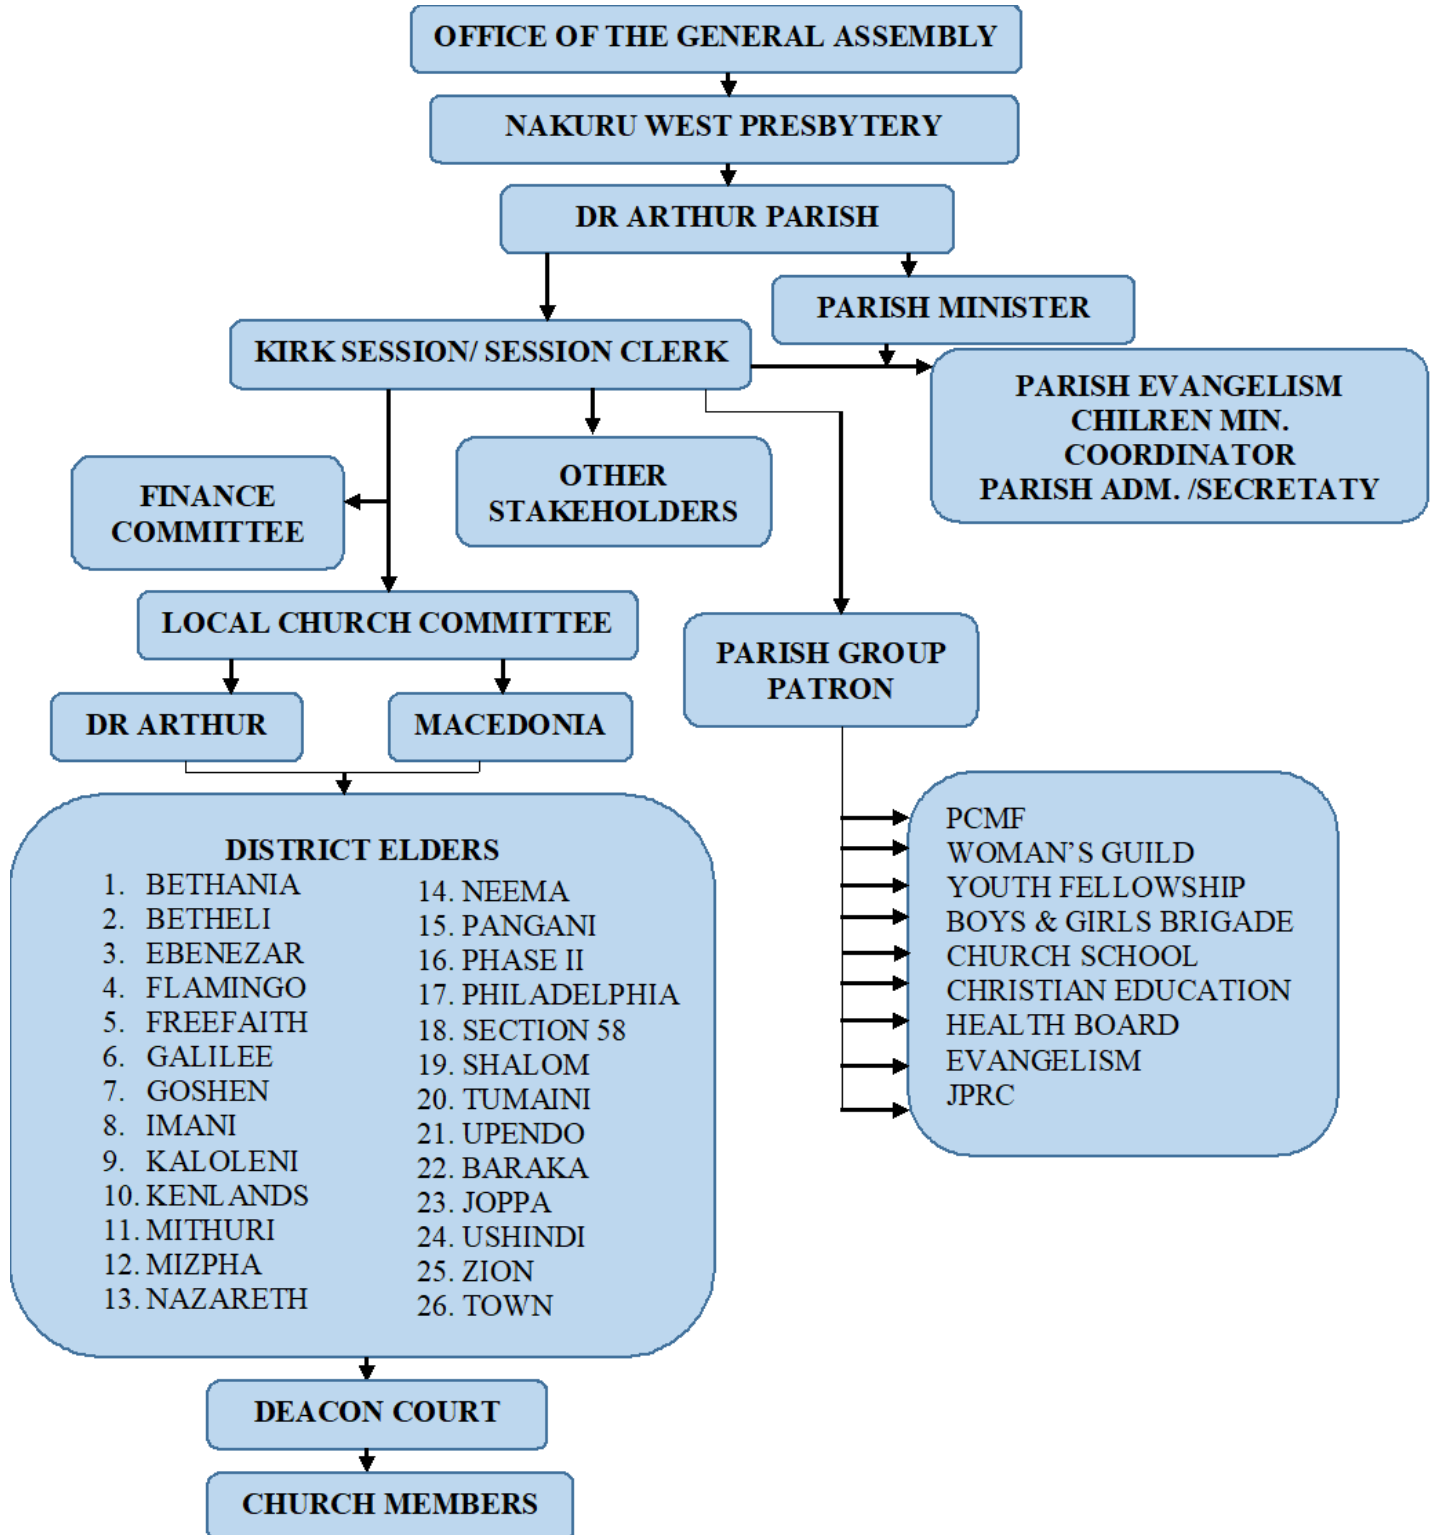 OFFICE OF THE GENERAL ASSEMBLY
NAKURU WEST PRESBYTERY
DR ARTHUR PARISH
PARISH MINISTER
KIRK SESSION/ SESSION CLERK
PARISH EVANGELISM
CHILREN MIN.
COORDINATOR
PARISH ADM. /SECRETATY
OTHER
STAKEHOLDERS
FINANCE
COMMITTEE
LOCAL CHURCH COMMITTEE
PARISH GROUP
PATRON
DR ARTHUR
MACEDONIA
DISTRICT ELDERS
1. BETHANIA
2. BETHELI
3. EBENEZAR
4. FLAMINGO
5. FREEFAITH
6. GALILEE
7. GOSHEN
8. IMANI
9. KALOLENI
10. KENLANDS
11. MITHURI
12. MIZPHA
13. NAZARETH
14. NEEMA
15. PANGANI
16. PHASE II
17. PHILADELPHIA
18. SECTION 58
19. SHALOM
20. TUMAINI
21. UPENDO
22. BARAKA
23. JOPPA
24. USHINDI
25. ZION
26. TOWN
PCMF
WOMAN’S GUILD
YOUTH FELLOWSHIP
BOYS & GIRLS BRIGADE
CHURCH SCHOOL
CHRISTIAN EDUCATION
HEALTH BOARD
EVANGELISM
JPRC
DEACON COURT
CHURCH MEMBERS